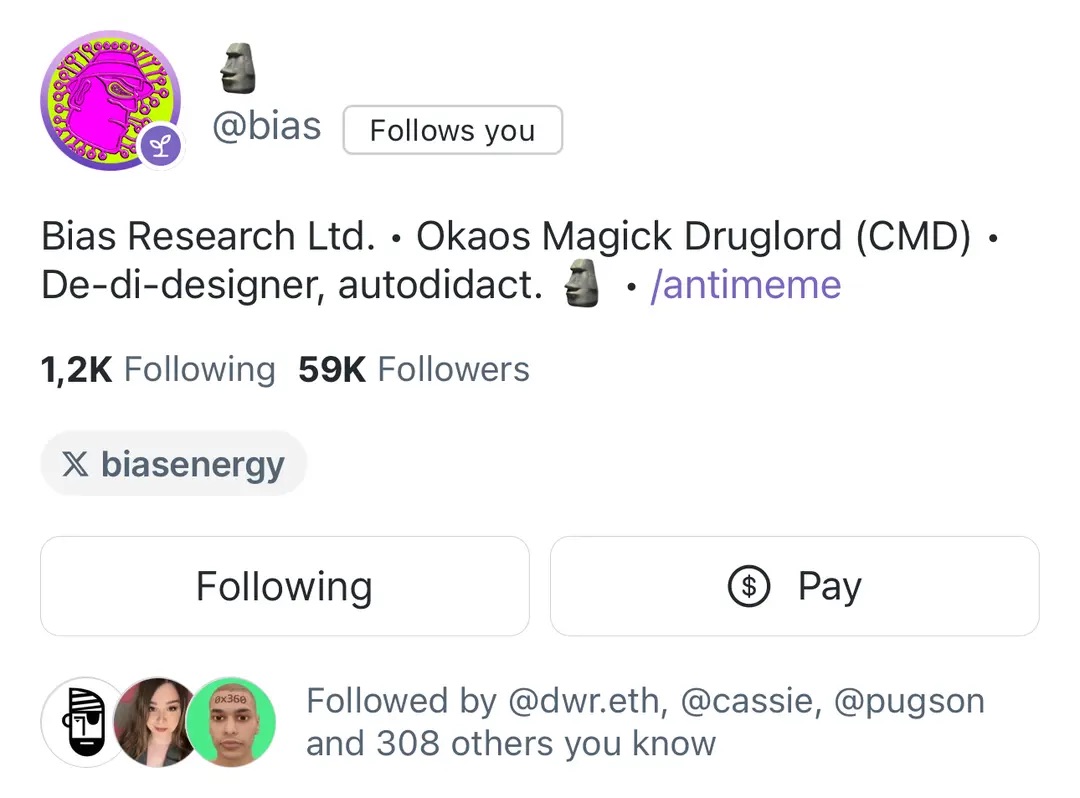 🗿
@bias Follows you
Bias Research Ltd. • Okaos Magick Druglord (CMD) •
De-di-designer, autodidact. 🗿 • /antimeme
1,2K Following 59K Followers
X biasenergy
Following
$ Pay
0x360
Followed by @dwr.eth, @cassie, @pugson
and 308 others you know